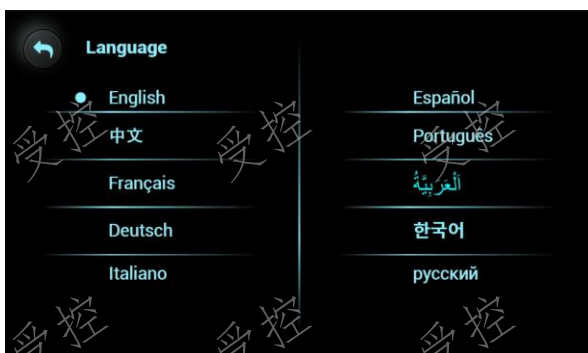 Language
English
中文
Français
Deutsch
Italiano
Español
Português
اَلْعَرَبِيَّةُ
한국어
русский
受控
受控
受控
受控
受控
受控